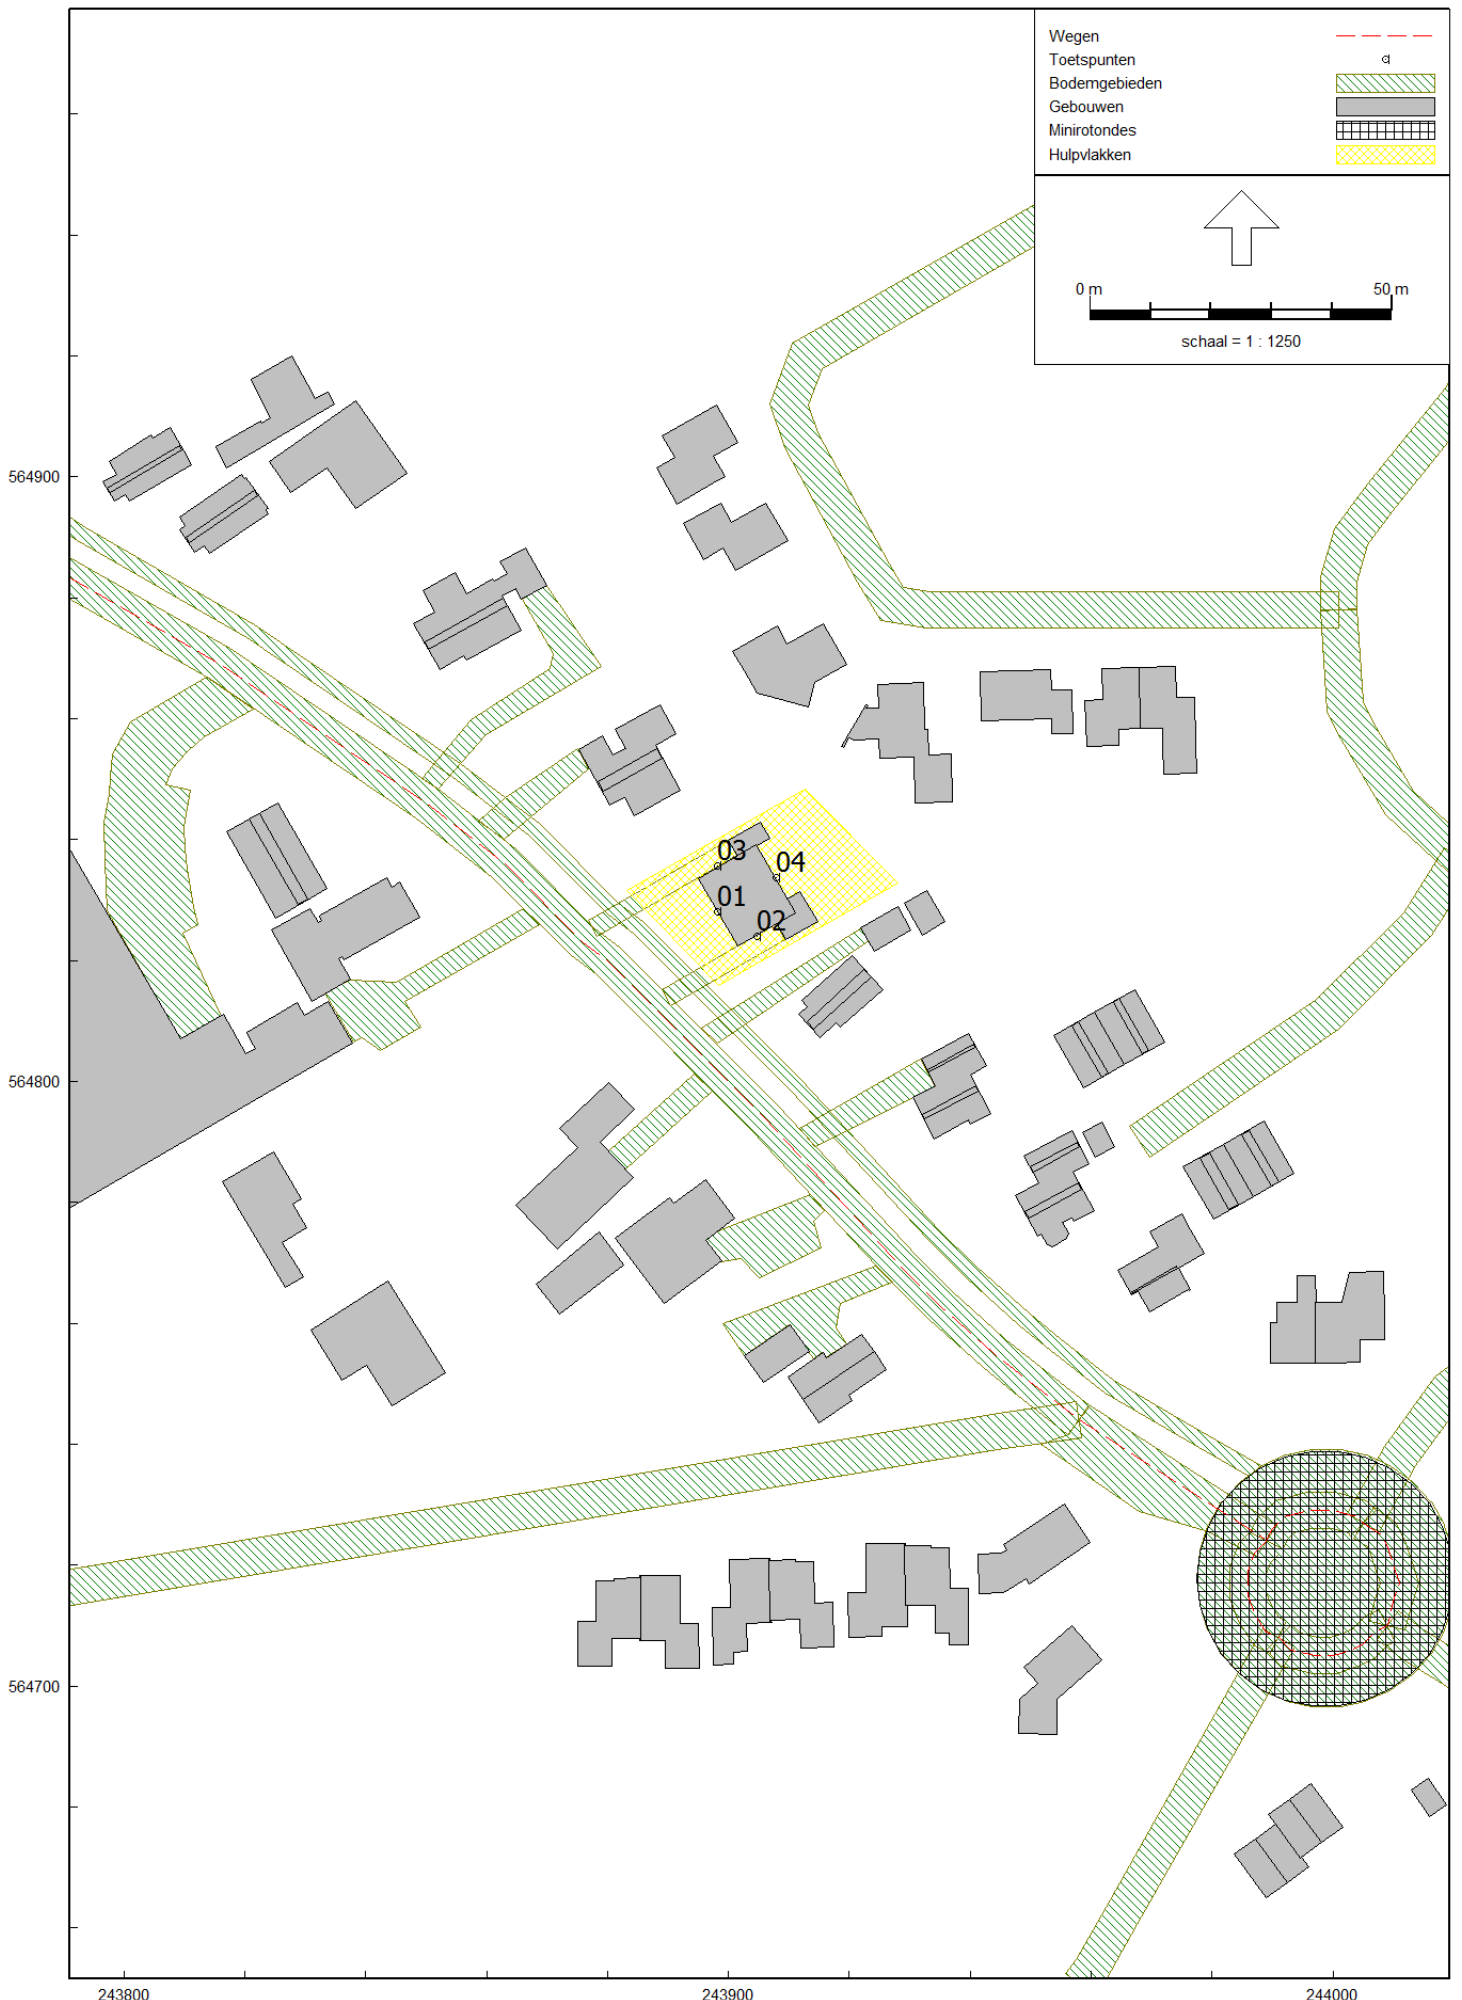 Wegen
Toetspunten
Bodemgebieden
Gebouwen
Minirotondes
Hulpvlakken
0 m 50 m
schaal = 1 : 1250
564900
03
04
01
02
564800
564700
243800 243900 244000